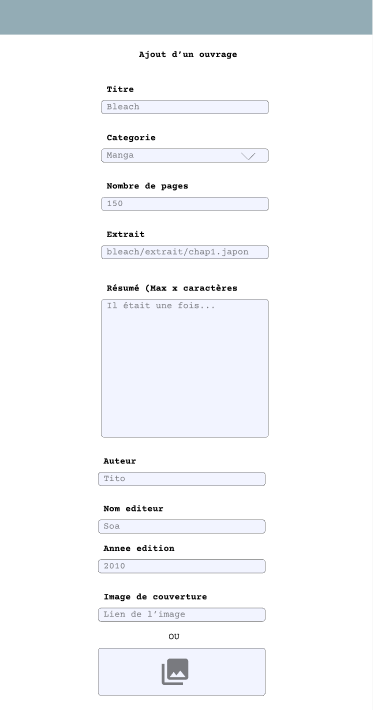 Ajout d'un ouvrage
Titre
Bleach
Categorie
Manga
Nombre de pages
150
Extrait
bleach/extrait/chap1.japon
Résumé (Max x caractères
Il était une fois...
Auteur
Tito
Nom editeur
Soa
Annee edition
2010
Image de couverture
Lien de l'image
OU